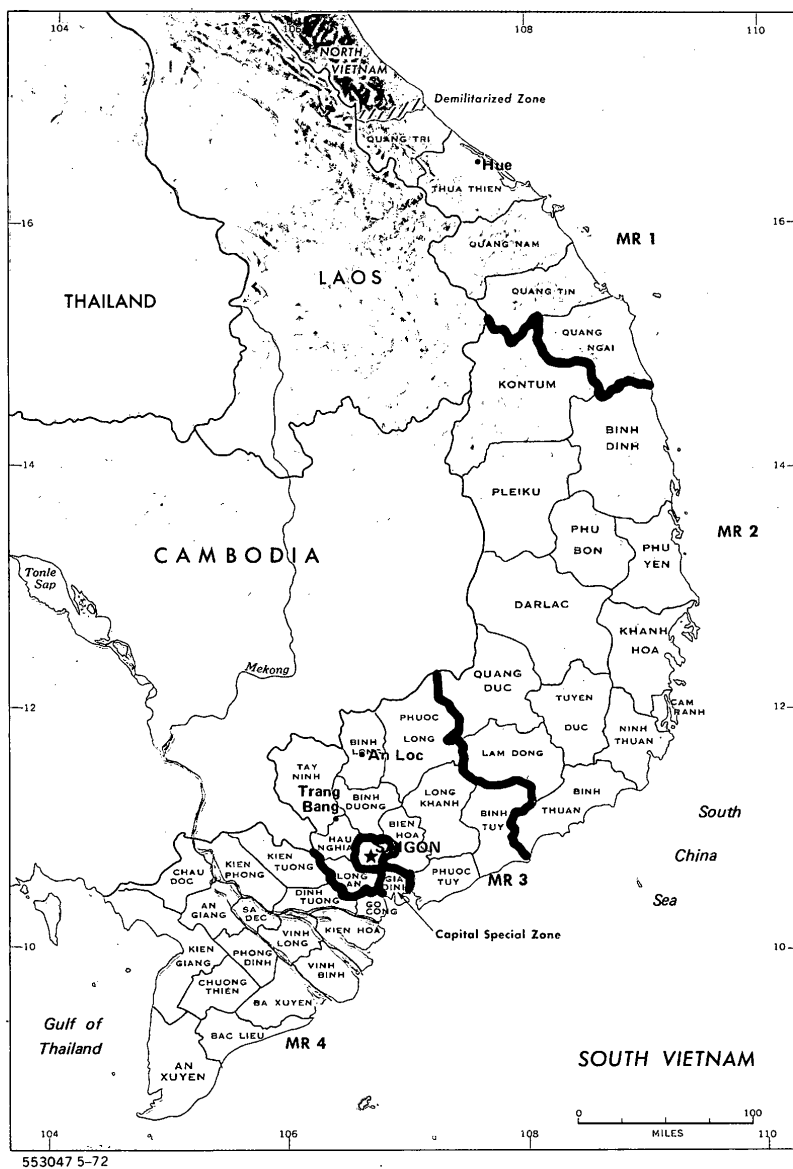 104
106
108
110
NORTH
VIETNAM
Demilitarized Zone
QUANG TRI
Hue
THUA THIEN
16
16
MR 1
QUANG NAM
LAOS
THAILAND
QUANG TIN
QUANG
NGAI
KONTUM
BINH
DINH
14
14
PLEIKU
MR 2
PHU
BON
PHU
YEN
CAMBODIA
Tonle
Sap
DARLAC
KHANH
HOA
Mekong
QUANG
DUC
12
12
TUYEN
DUC
CAM
RANH
PHUOC
LONG
NINH
THUAN
BINH
LONG
An Loc
LAM DONG
TAY
NINH
Trang
Bang
BINH
DUONG
LONG
KHANH
BINH
THUAN
BINH
TUY
South
China
Sea
BIEN
HOA
HAU
NGHIA
SAIGON
CHAU
DOC
KIEN
PHONG
KIEN
TUONG
LONG
AN
GIA
DINH
PHUOC
TUY
MR 3
DINH
TUONG
GO
CONG
AN
GIANG
SA
DEC
VINH
LONG
KIEN HOA
Capital Special Zone
10
10
KIEN
GIANG
PHONG
DINH
VINH
BINH
CHUONG
THIEN
BA XUYEN
Gulf of
Thailand
BAC LIEU
MR 4
AN
XUYEN
SOUTH VIETNAM
0
100
MILES
104
106
108
553047 5-72